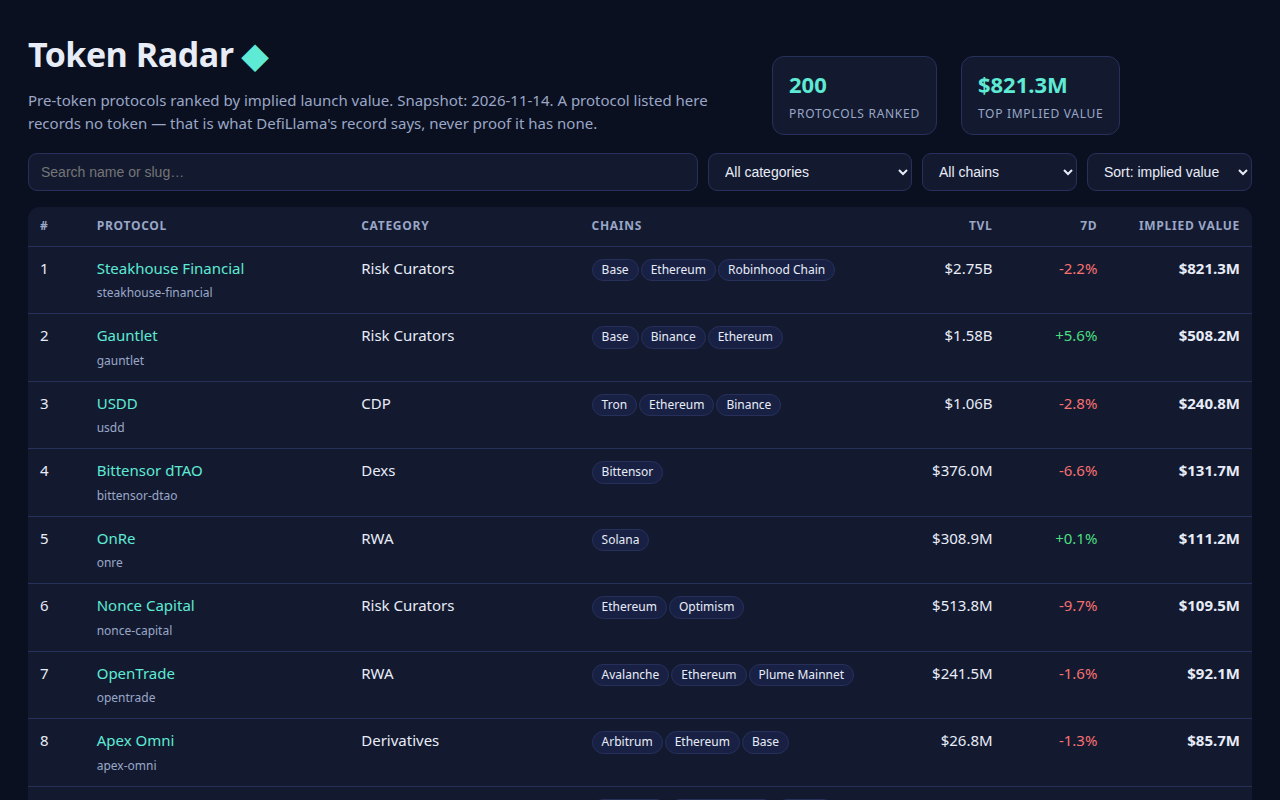 Token Radar
Pre-token protocols ranked by implied launch value. Snapshot: 2026-11-14. A protocol listed here
records no token — that is what DefiLlama's record says, never proof it has none.
200
PROTOCOLS RANKED
$821.3M
TOP IMPLIED VALUE
Search name or slug…
All categories
All chains
Sort: implied value
# PROTOCOL CATEGORY CHAINS TVL 7D IMPLIED VALUE
1 Steakhouse Financial Risk Curators Base Ethereum Robinhood Chain $2.75B -2.2% $821.3M
steakhouse-financial
2 Gauntlet Risk Curators Base Binance Ethereum $1.58B +5.6% $508.2M
gauntlet
3 USDD CDP Tron Ethereum Binance $1.06B -2.8% $240.8M
usdd
4 Bittensor dTAO Dexs Bittensor $376.0M -6.6% $131.7M
bittensor-dtao
5 OnRe RWA Solana $308.9M +0.1% $111.2M
onre
6 Nonce Capital Risk Curators Ethereum Optimism $513.8M -9.7% $109.5M
nonce-capital
7 OpenTrade RWA Avalanche Ethereum Plume Mainnet $241.5M -1.6% $92.1M
opentrade
8 Apex Omni Derivatives Arbitrum Ethereum Base $26.8M -1.3% $85.7M
apex-omni